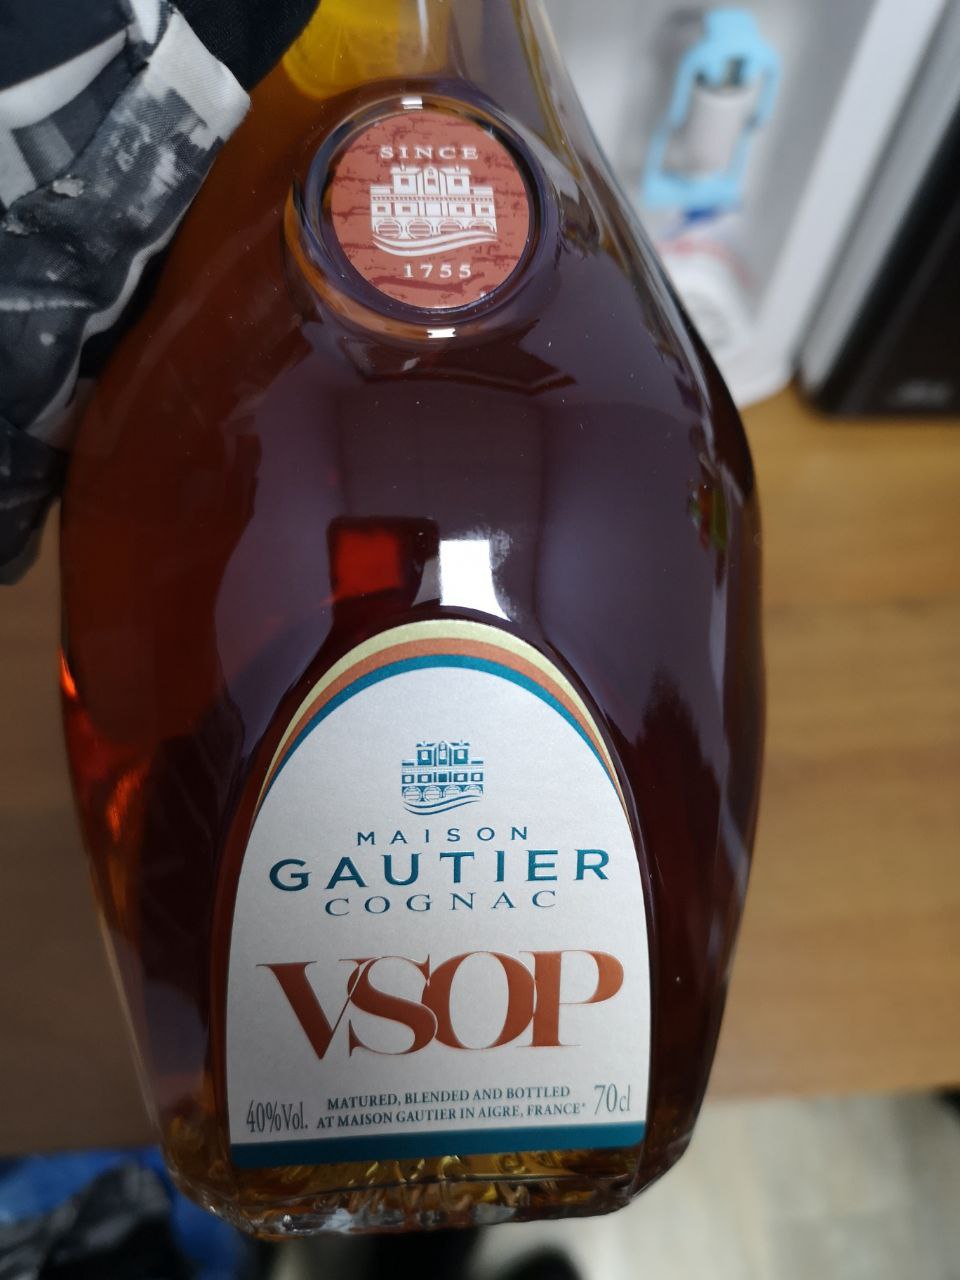 SINCE
1755
MAISON
GAUTIER
COGNAC
VSOP
40%Vol.
MATURED, BLENDED AND BOTTLED
AT MAISON GAUTIER IN AIGRE, FRANCE*
70cl